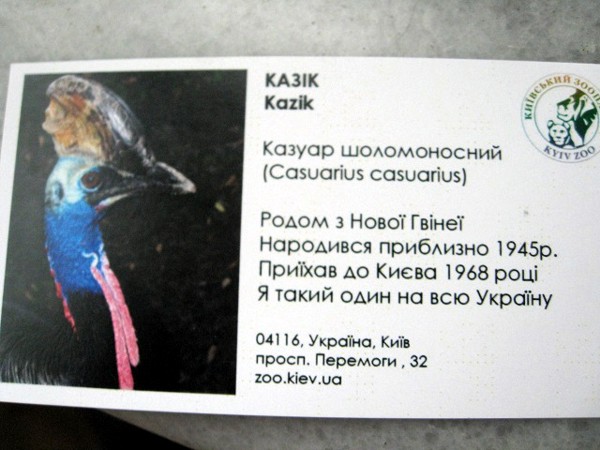 КАЗІК
Kazik
КИЇВСЬКИЙ
KYIV ZOO
Казуар шоломоносний
(Casuarius casuarius)
Родом з Нової Гвінеї
Народився приблизно 1945р.
Приїхав до Києва 1968 році
Я такий один на всю Україну
04116, Україна, Київ
просп. Перемоги , 32
zoo.kiev.ua